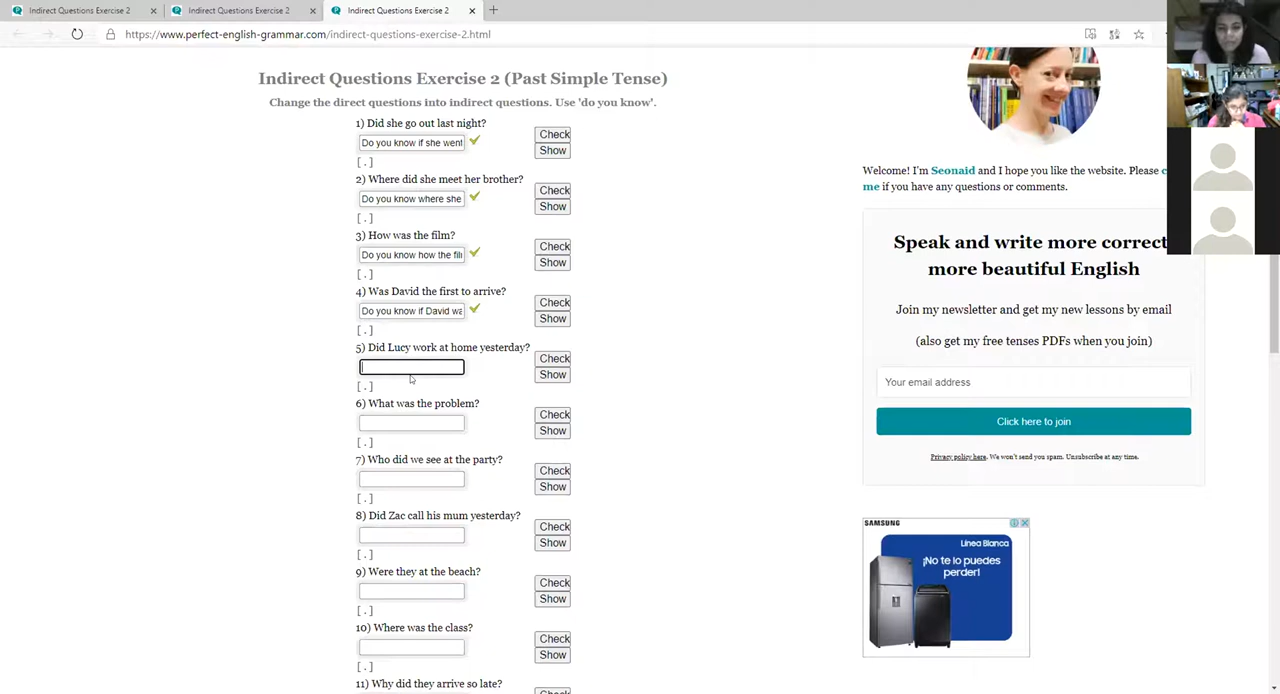 Indirect Questions Exercise 2
Indirect Questions Exercise 2
Indirect Questions Exercise 2
https://www.perfect-english-grammar.com/indirect-questions-exercise-2.html
Indirect Questions Exercise 2 (Past Simple Tense)
Change the direct questions into indirect questions. Use 'do you know'.
1) Did she go out last night?
Do you know if she went
Check
Show
[ . ]
2) Where did she meet her brother?
Do you know where she
Check
Show
[ . ]
3) How was the film?
Do you know how the fil
Check
Show
[ . ]
4) Was David the first to arrive?
Do you know if David wa
Check
Show
[ . ]
5) Did Lucy work at home yesterday?
Check
Show
[ . ]
6) What was the problem?
Check
Show
[ . ]
7) Who did we see at the party?
Check
Show
[ . ]
8) Did Zac call his mum yesterday?
Check
Show
[ . ]
9) Were they at the beach?
Check
Show
[ . ]
10) Where was the class?
Check
Show
[ . ]
11) Why did they arrive so late?
Welcome! I'm Seonaid and I hope you like the website. Please c
me if you have any questions or comments.
Speak and write more correct
more beautiful English
Join my newsletter and get my new lessons by email
(also get my free tenses PDFs when you join)
Your email address
Click here to join
Privacy policy here. We won't send you spam. Unsubscribe at any time.
SAMSUNG
Línea Blanca
¡No te lo puedes
perder!